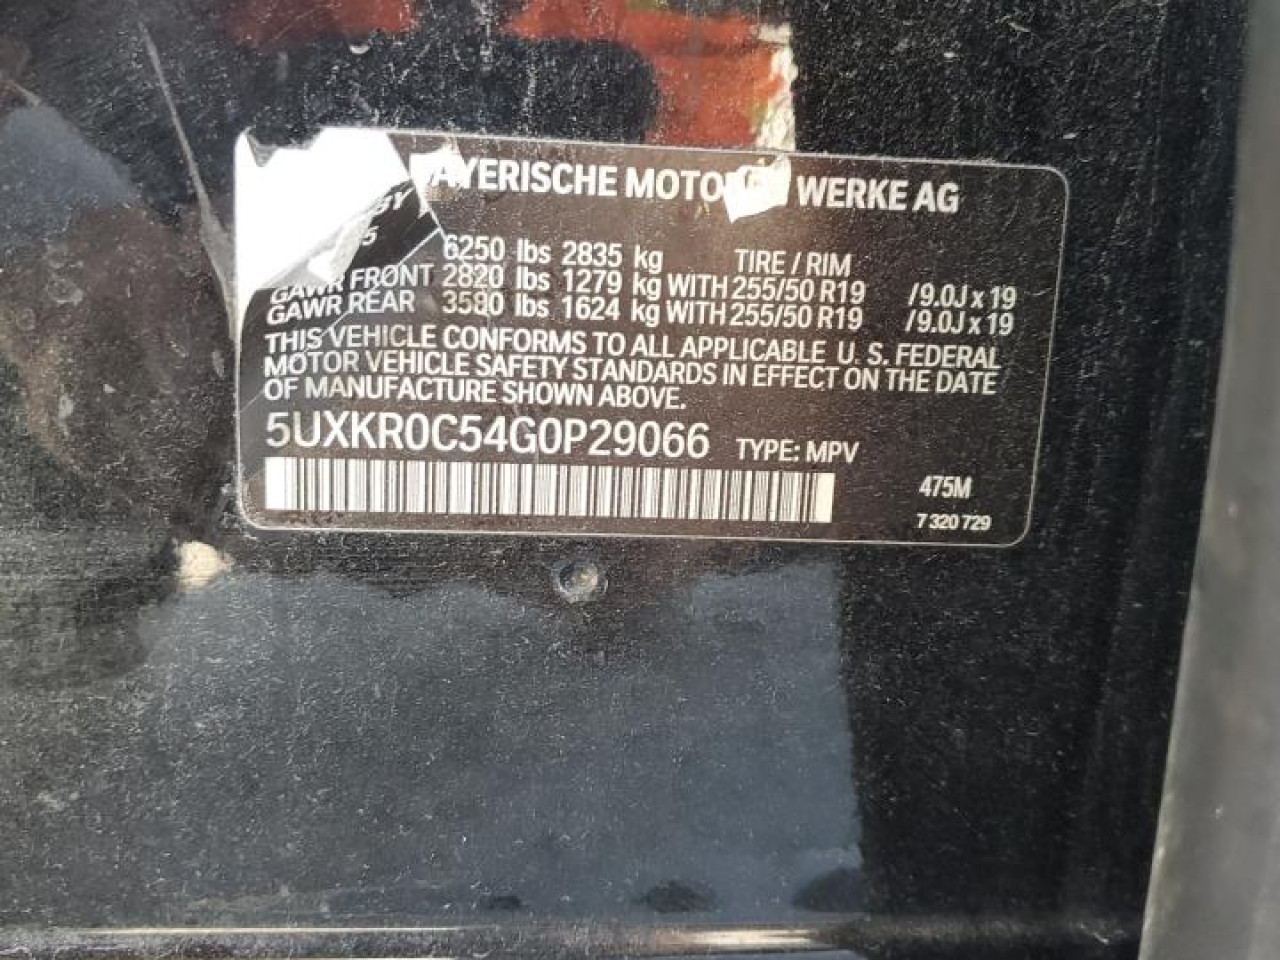 BAYERISCHE MOTOREN WERKE AG
6250 lbs 2835 kg TIRE / RIM
GAWR FRONT 2820 lbs 1279 kg WITH 255/50 R19 /9.0J x 19
GAWR REAR 3580 lbs 1624 kg WITH 255/50 R19 /9.0J x 19
THIS VEHICLE CONFORMS TO ALL APPLICABLE U. S. FEDERAL
MOTOR VEHICLE SAFETY STANDARDS IN EFFECT ON THE DATE
OF MANUFACTURE SHOWN ABOVE.
5UXKR0C54G0P29066 TYPE: MPV
475M
7 320 729